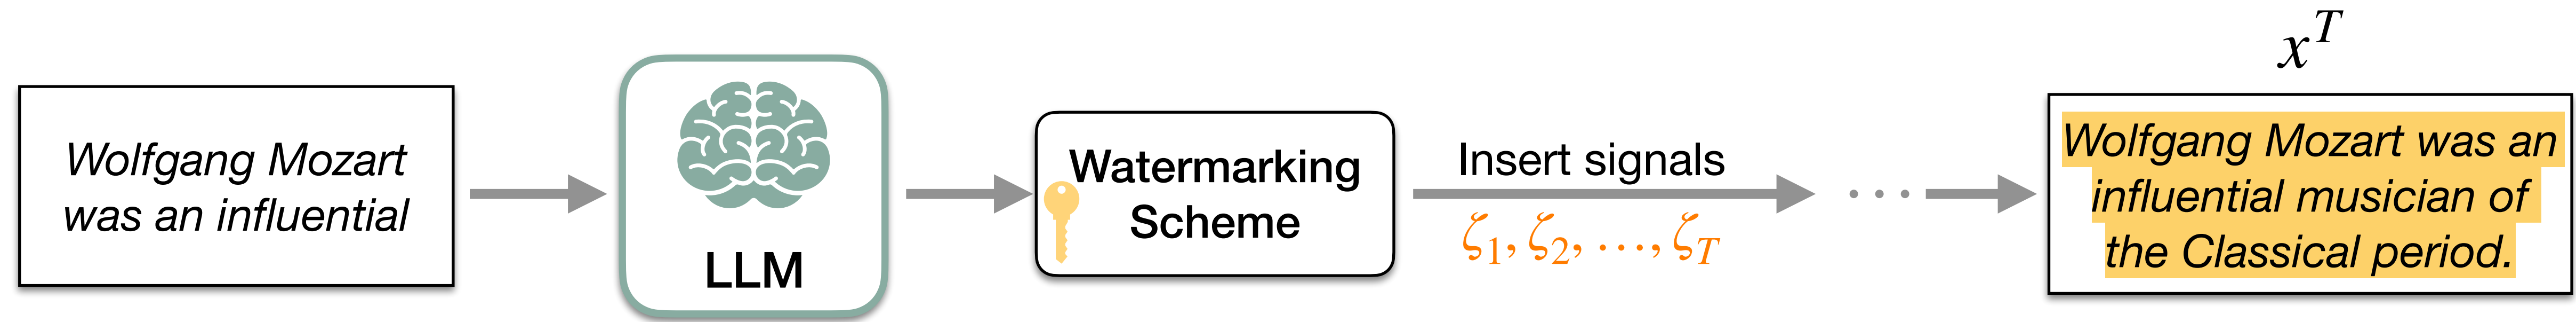 Wolfgang Mozart
was an influential
LLM
Watermarking
Scheme
Insert signals
ζ₁, ζ₂, …, ζ_T
…
x^T
Wolfgang Mozart was an
influential musician of
the Classical period.